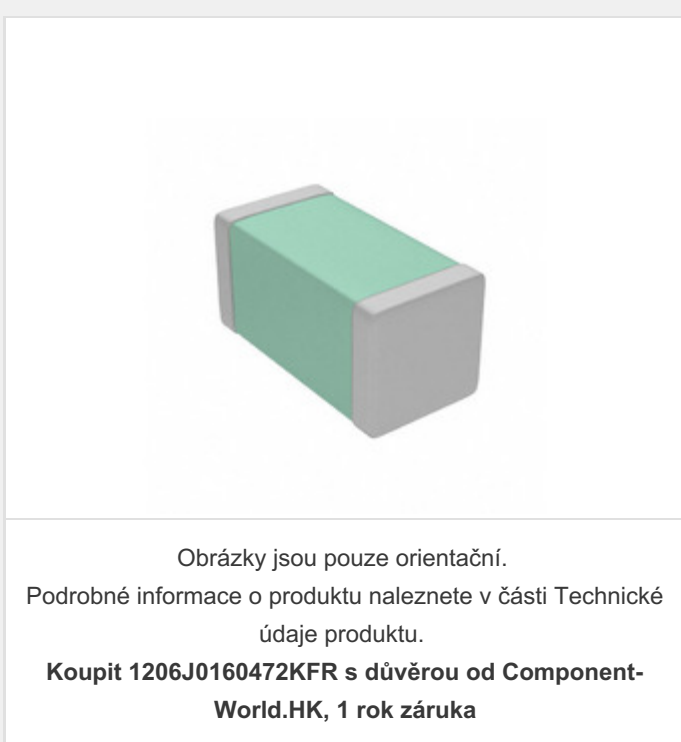 Obrázky jsou pouze orientační.
Podrobné informace o produktu naleznete v části Technické
údaje produktu.
Koupit 1206J0160472KFR s důvěrou od Component-
World.HK, 1 rok záruka